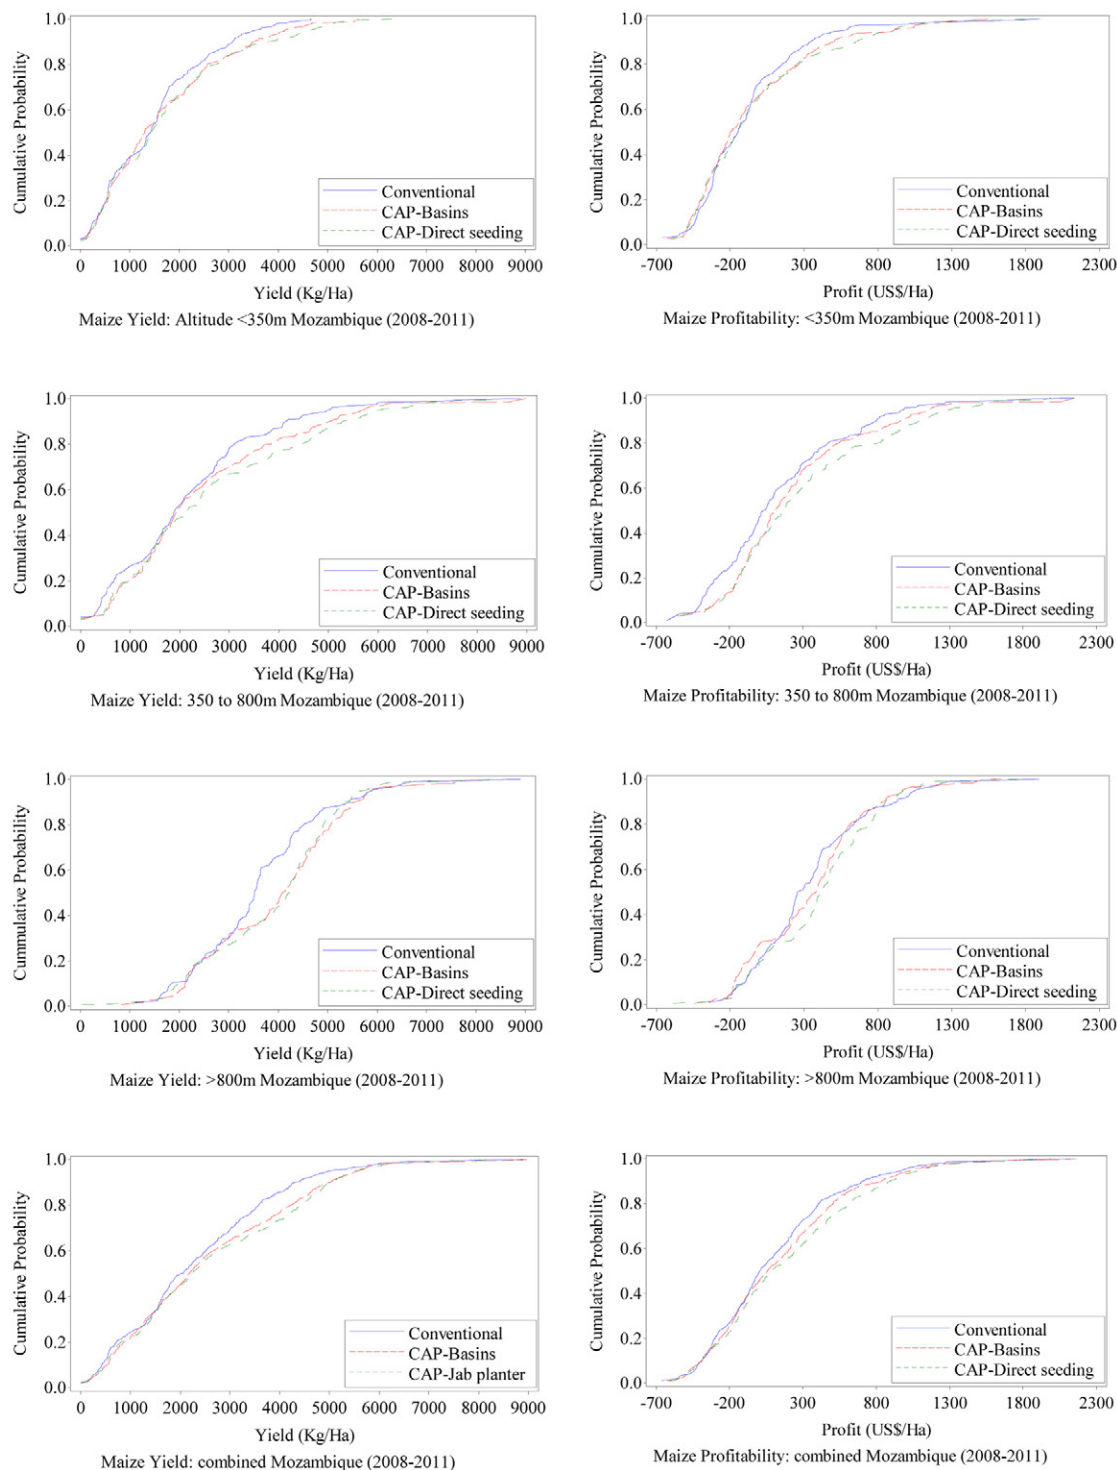 1.0
0.8
0.6
0.4
0.2
0.0
Cumulative Probability
Conventional
CAP-Basins
CAP-Direct seeding
0 1000 2000 3000 4000 5000 6000 7000 8000 9000
Yield (Kg/Ha)
Maize Yield: Altitude <350m Mozambique (2008-2011)
1.0
0.8
0.6
0.4
0.2
0.0
Cumulative Probability
Conventional
CAP-Basins
CAP-Direct seeding
-700 -200 300 800 1300 1800 2300
Profit (US$/Ha)
Maize Profitability: <350m Mozambique (2008-2011)
1.0
0.8
0.6
0.4
0.2
0.0
Cumulative Probability
Conventional
CAP-Basins
CAP-Direct seeding
0 1000 2000 3000 4000 5000 6000 7000 8000 9000
Yield (Kg/Ha)
Maize Yield: 350 to 800m Mozambique (2008-2011)
1.0
0.8
0.6
0.4
0.2
0.0
Cumulative Probability
Conventional
CAP-Basins
CAP-Direct seeding
-700 -200 300 800 1300 1800 2300
Profit (US$/Ha)
Maize Profitability: 350 to 800m Mozambique (2008-2011)
1.0
0.8
0.6
0.4
0.2
0.0
Cummulative Probability
Conventional
CAP-Basins
CAP-Direct seeding
0 1000 2000 3000 4000 5000 6000 7000 8000 9000
Yield (Kg/Ha)
Maize Yield: >800m Mozambique (2008-2011)
1.0
0.8
0.6
0.4
0.2
0.0
Cumulative Probability
Conventional
CAP-Basins
CAP-Direct seeding
-700 -200 300 800 1300 1800 2300
Profit (US$/Ha)
Maize Profitability: >800m Mozambique (2008-2011)
1.0
0.8
0.6
0.4
0.2
0.0
Cumulative Probability
Conventional
CAP-Basins
CAP-Jab planter
0 1000 2000 3000 4000 5000 6000 7000 8000 9000
Yield (Kg/Ha)
Maize Yield: combined Mozambique (2008-2011)
1.0
0.8
0.6
0.4
0.2
0.0
Cumulative Probability
Conventional
CAP-Basins
CAP-Direct seeding
-700 -200 300 800 1300 1800 2300
Profit (US$/Ha)
Maize Profitability: combined Mozambique (2008-2011)